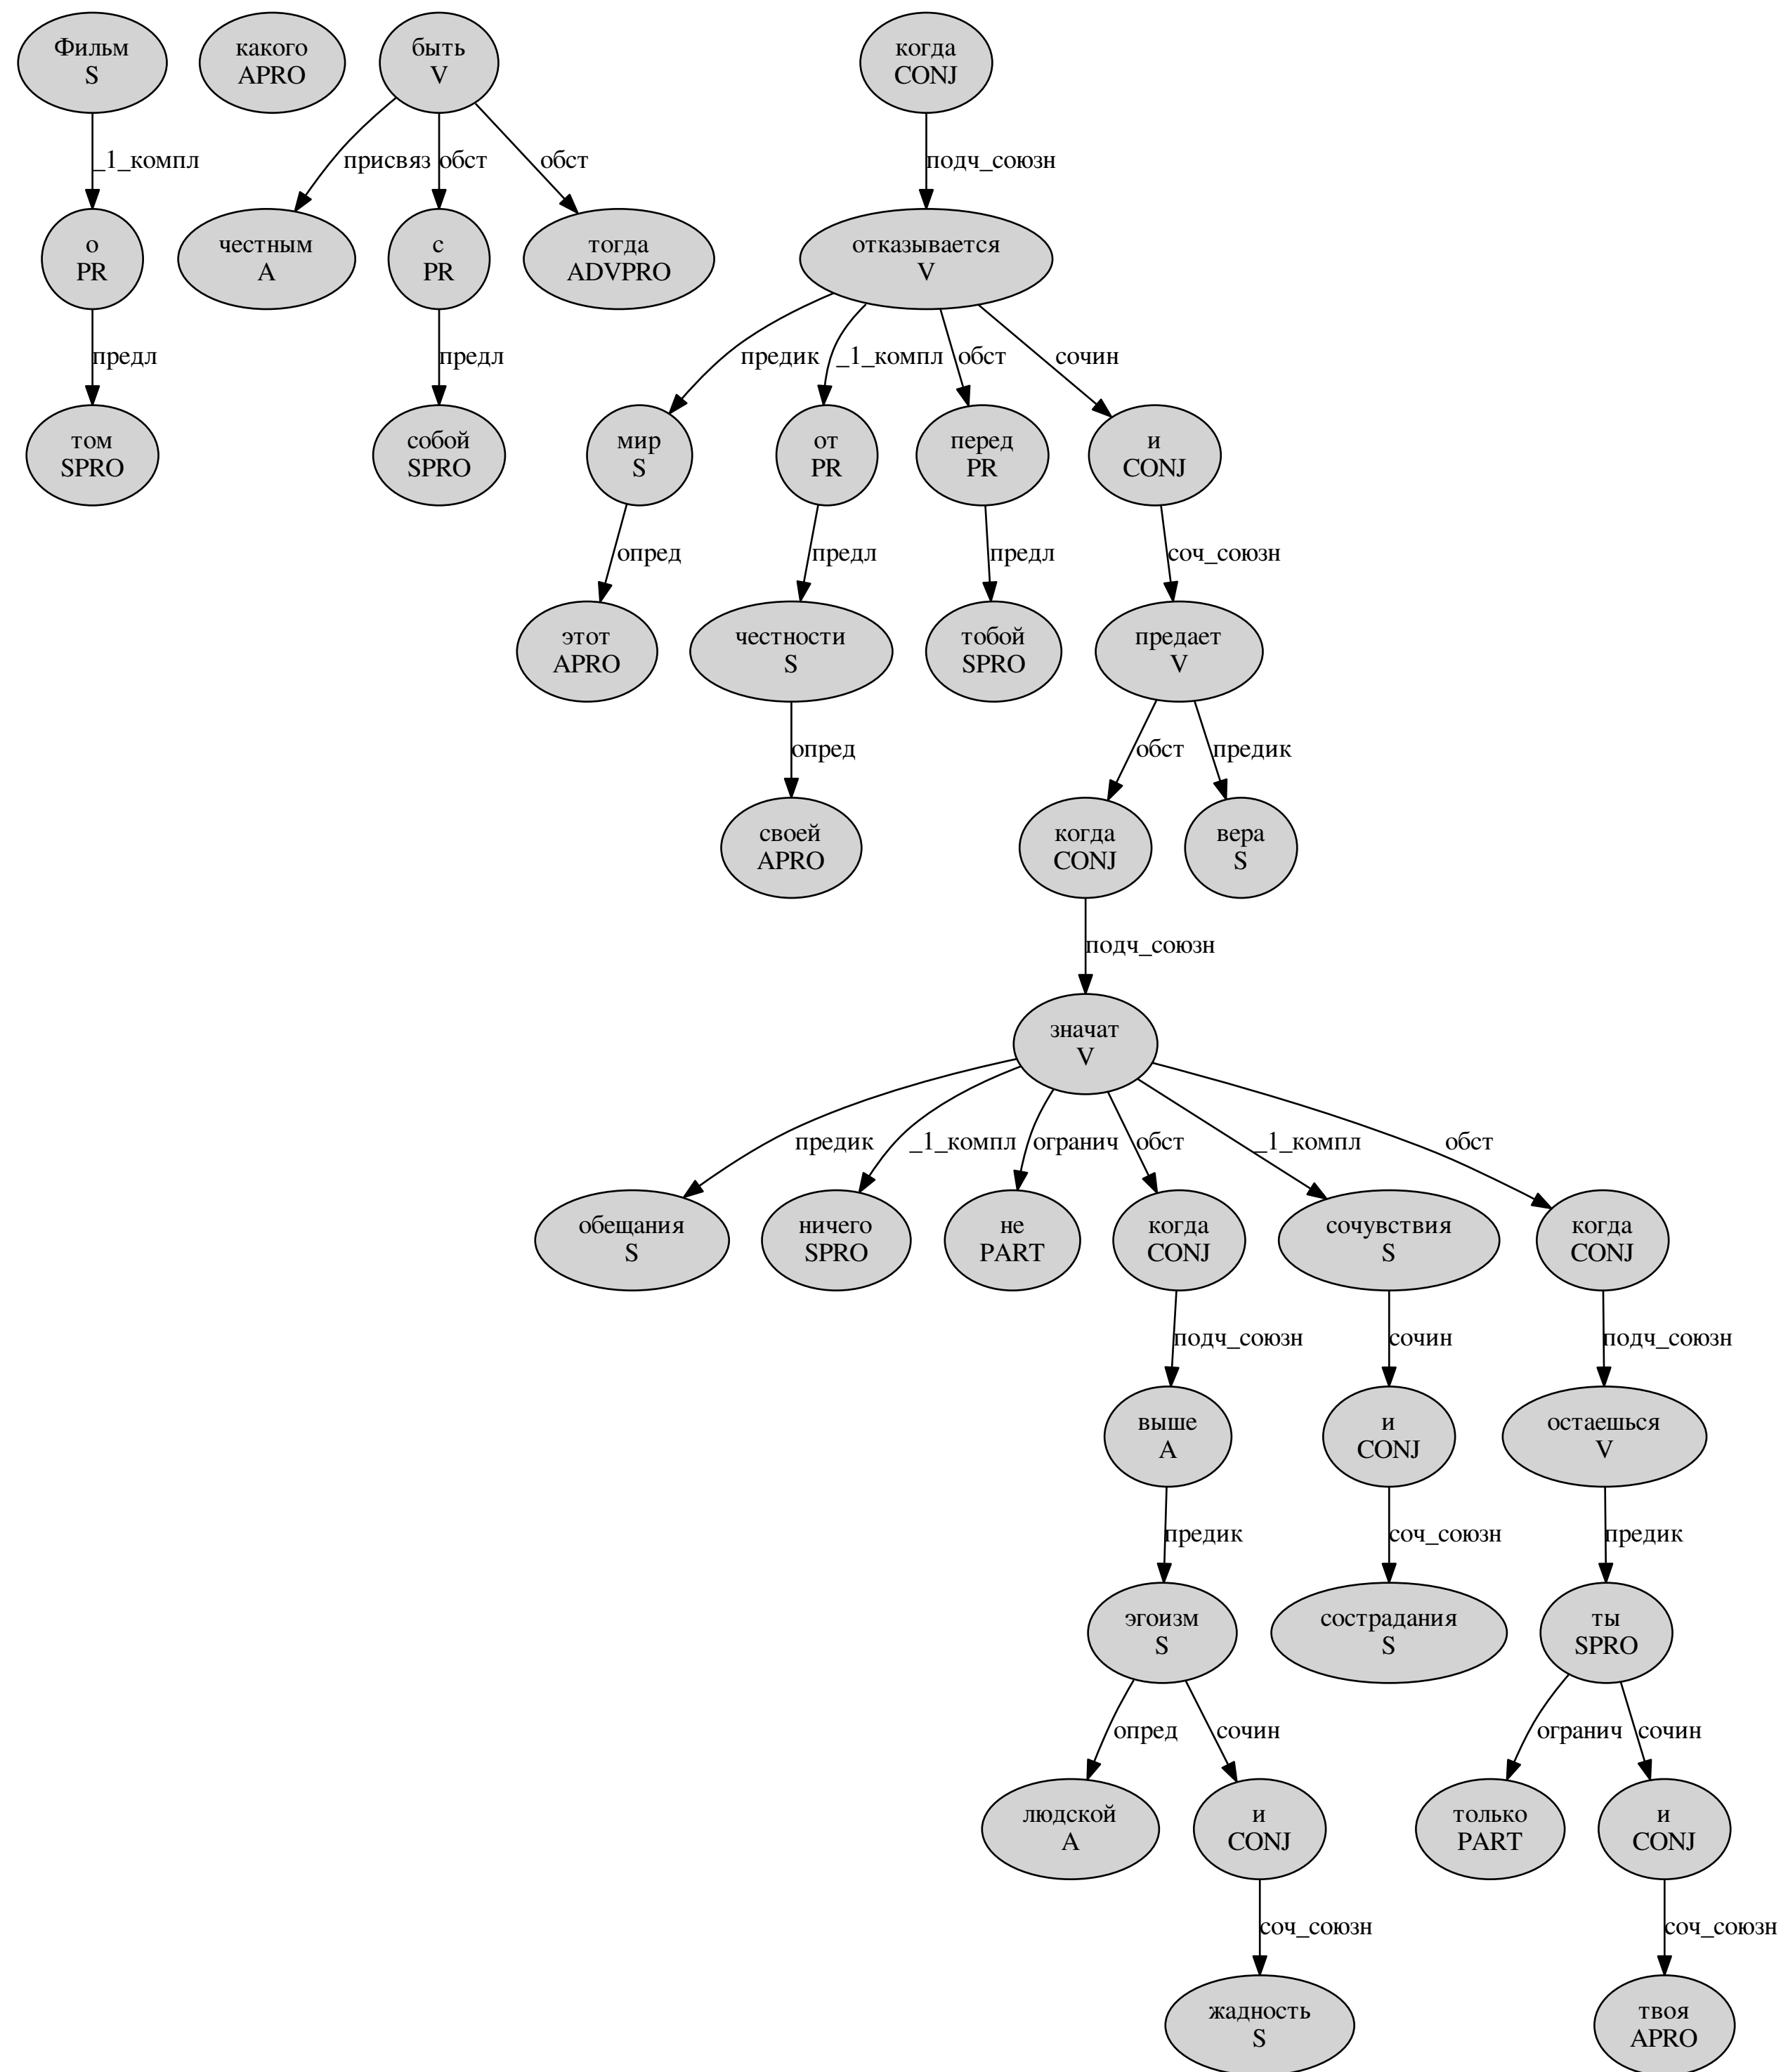 Фильм
S
какого
APRO
быть
V
когда
CONJ
_1_компл
присвяз
обст
обст
подч_союзн
о
PR
честным
A
с
PR
тогда
ADVPRO
отказывается
V
предл
предл
предик
_1_компл
обст
сочин
том
SPRO
собой
SPRO
мир
S
от
PR
перед
PR
и
CONJ
опред
предл
предл
соч_союзн
этот
APRO
честности
S
тобой
SPRO
предает
V
опред
обст
предик
своей
APRO
когда
CONJ
вера
S
подч_союзн
значат
V
предик
_1_компл
огранич
обст
_1_компл
обст
обещания
S
ничего
SPRO
не
PART
когда
CONJ
сочувствия
S
когда
CONJ
подч_союзн
сочин
подч_союзн
выше
A
и
CONJ
остаешься
V
предик
соч_союзн
предик
эгоизм
S
сострадания
S
ты
SPRO
опред
сочин
огранич
сочин
людской
A
и
CONJ
только
PART
и
CONJ
соч_союзн
соч_союзн
жадность
S
твоя
APRO